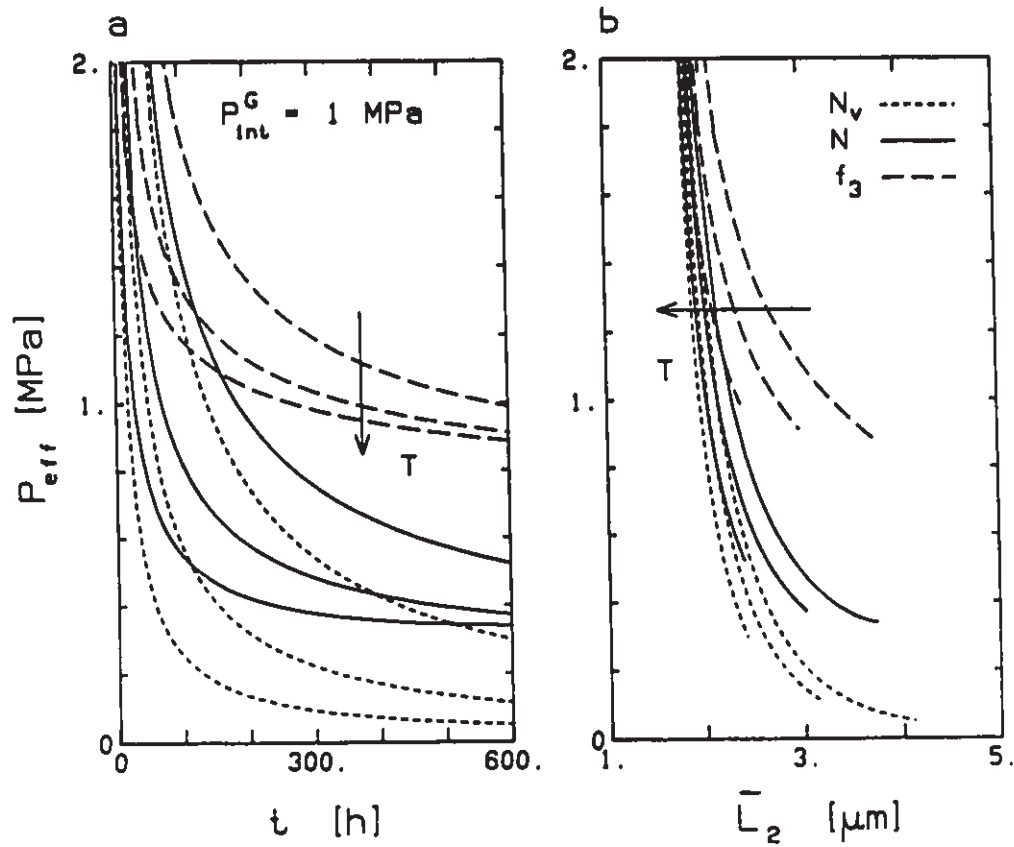 a
2.
P^G_int = 1 MPa
1.
T
0
0
300.
600.
P_eff [MPa]
t [h]
b
2.
N_v
N
f_3
T
1.
0
1.
3.
5.
L̄_2 [μm]